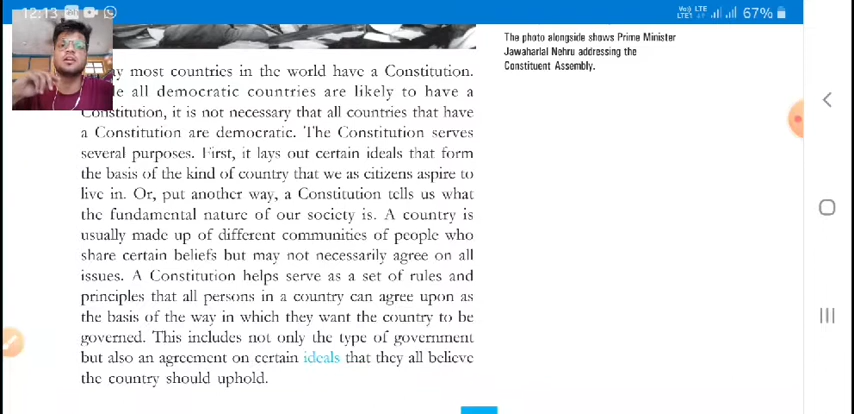 12:13
Vo) LTE
LTE1
67%
The photo alongside shows Prime Minister
Jawaharlal Nehru addressing the
Constituent Assembly.
most countries in the world have a Constitution.
all democratic countries are likely to have a
Constitution, it is not necessary that all countries that have
a Constitution are democratic. The Constitution serves
several purposes. First, it lays out certain ideals that form
the basis of the kind of country that we as citizens aspire to
live in. Or, put another way, a Constitution tells us what
the fundamental nature of our society is. A country is
usually made up of different communities of people who
share certain beliefs but may not necessarily agree on all
issues. A Constitution helps serve as a set of rules and
principles that all persons in a country can agree upon as
the basis of the way in which they want the country to be
governed. This includes not only the type of government
but also an agreement on certain ideals that they all believe
the country should uphold.